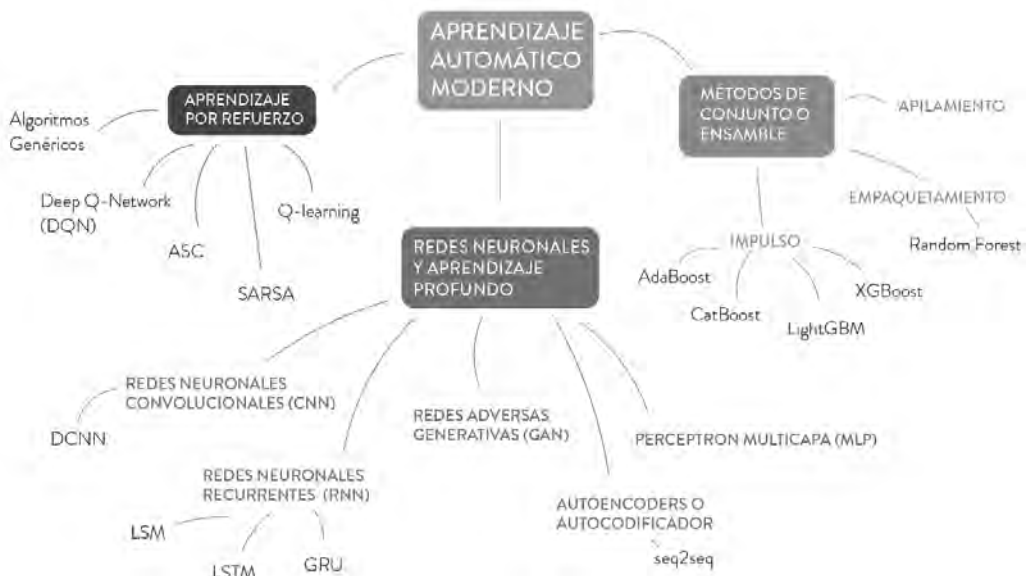 APRENDIZAJE
AUTOMÁTICO
MODERNO
APRENDIZAJE
POR REFUERZO
Algoritmos
Genéricos
Deep Q-Network
(DQN)
ASC
SARSA
Q-learning
MÉTODOS DE
CONJUNTO O
ENSAMBLE
APILAMIENTO
EMPAQUETAMIENTO
Random Forest
IMPULSO
AdaBoost
CatBoost
LightGBM
XGBoost
REDES NEURONALES
Y APRENDIZAJE
PROFUNDO
REDES NEURONALES
CONVOLUCIONALES (CNN)
DCNN
REDES NEURONALES
RECURRENTES (RNN)
LSM
LSTM
GRU
REDES ADVERSAS
GENERATIVAS (GAN)
AUTOENCODERS O
AUTOCODIFICADOR
seq2seq
PERCEPTRON MULTICAPA (MLP)